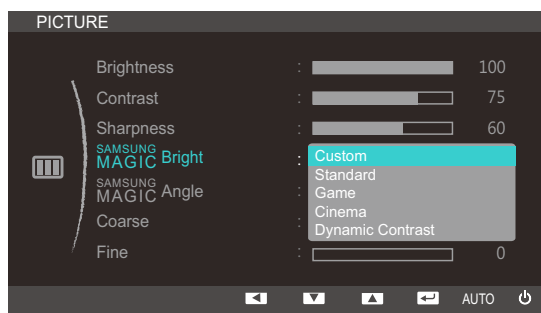 PICTURE
Brightness : 100
Contrast : 75
Sharpness : 60
SAMSUNG
MAGIC Bright : Custom
Standard
SAMSUNG
MAGIC Angle : Game
Cinema
Coarse : Dynamic Contrast
Fine : 0
AUTO